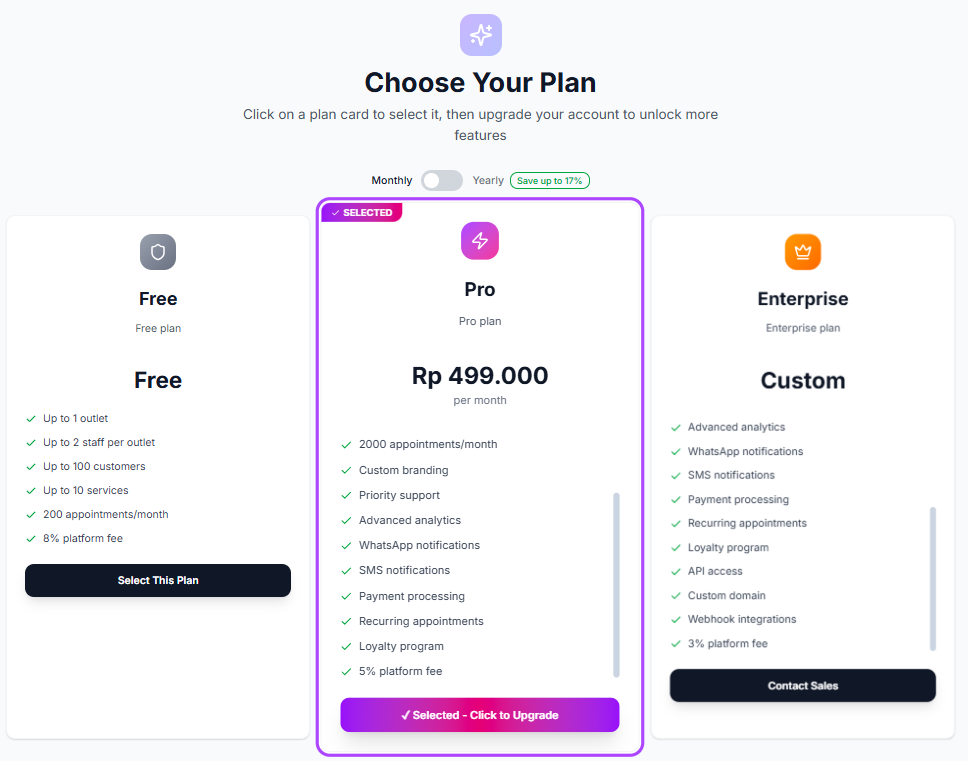 Choose Your Plan
Click on a plan card to select it, then upgrade your account to unlock more
features
Monthly
Yearly
Save up to 17%
Free
Free plan
Free
Up to 1 outlet
Up to 2 staff per outlet
Up to 100 customers
Up to 10 services
200 appointments/month
8% platform fee
Select This Plan
✓ SELECTED
Pro
Pro plan
Rp 499.000
per month
2000 appointments/month
Custom branding
Priority support
Advanced analytics
WhatsApp notifications
SMS notifications
Payment processing
Recurring appointments
Loyalty program
5% platform fee
✓ Selected - Click to Upgrade
Enterprise
Enterprise plan
Custom
Advanced analytics
WhatsApp notifications
SMS notifications
Payment processing
Recurring appointments
Loyalty program
API access
Custom domain
Webhook integrations
3% platform fee
Contact Sales